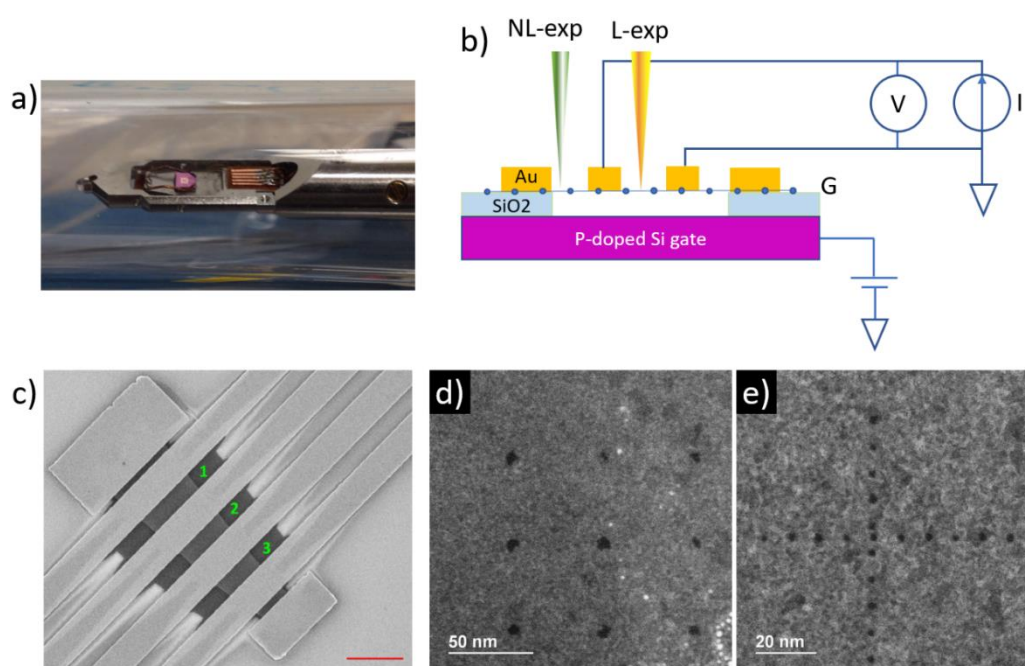 a)
b)
NL-exp
L-exp
V
I
Au
G
SiO2
P-doped Si gate
c)
1
2
3
d)
50 nm
e)
20 nm